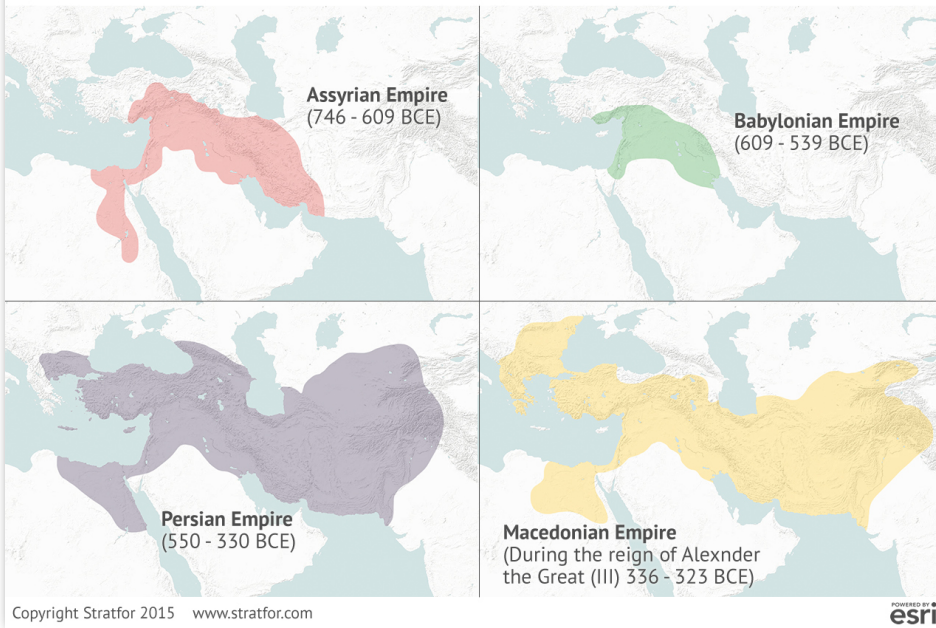 Assyrian Empire
(746 - 609 BCE)
Babylonian Empire
(609 - 539 BCE)
Persian Empire
(550 - 330 BCE)
Macedonian Empire
(During the reign of Alexnder
the Great (III) 336 - 323 BCE)
Copyright Stratfor 2015 www.stratfor.com
POWERED BY
esri